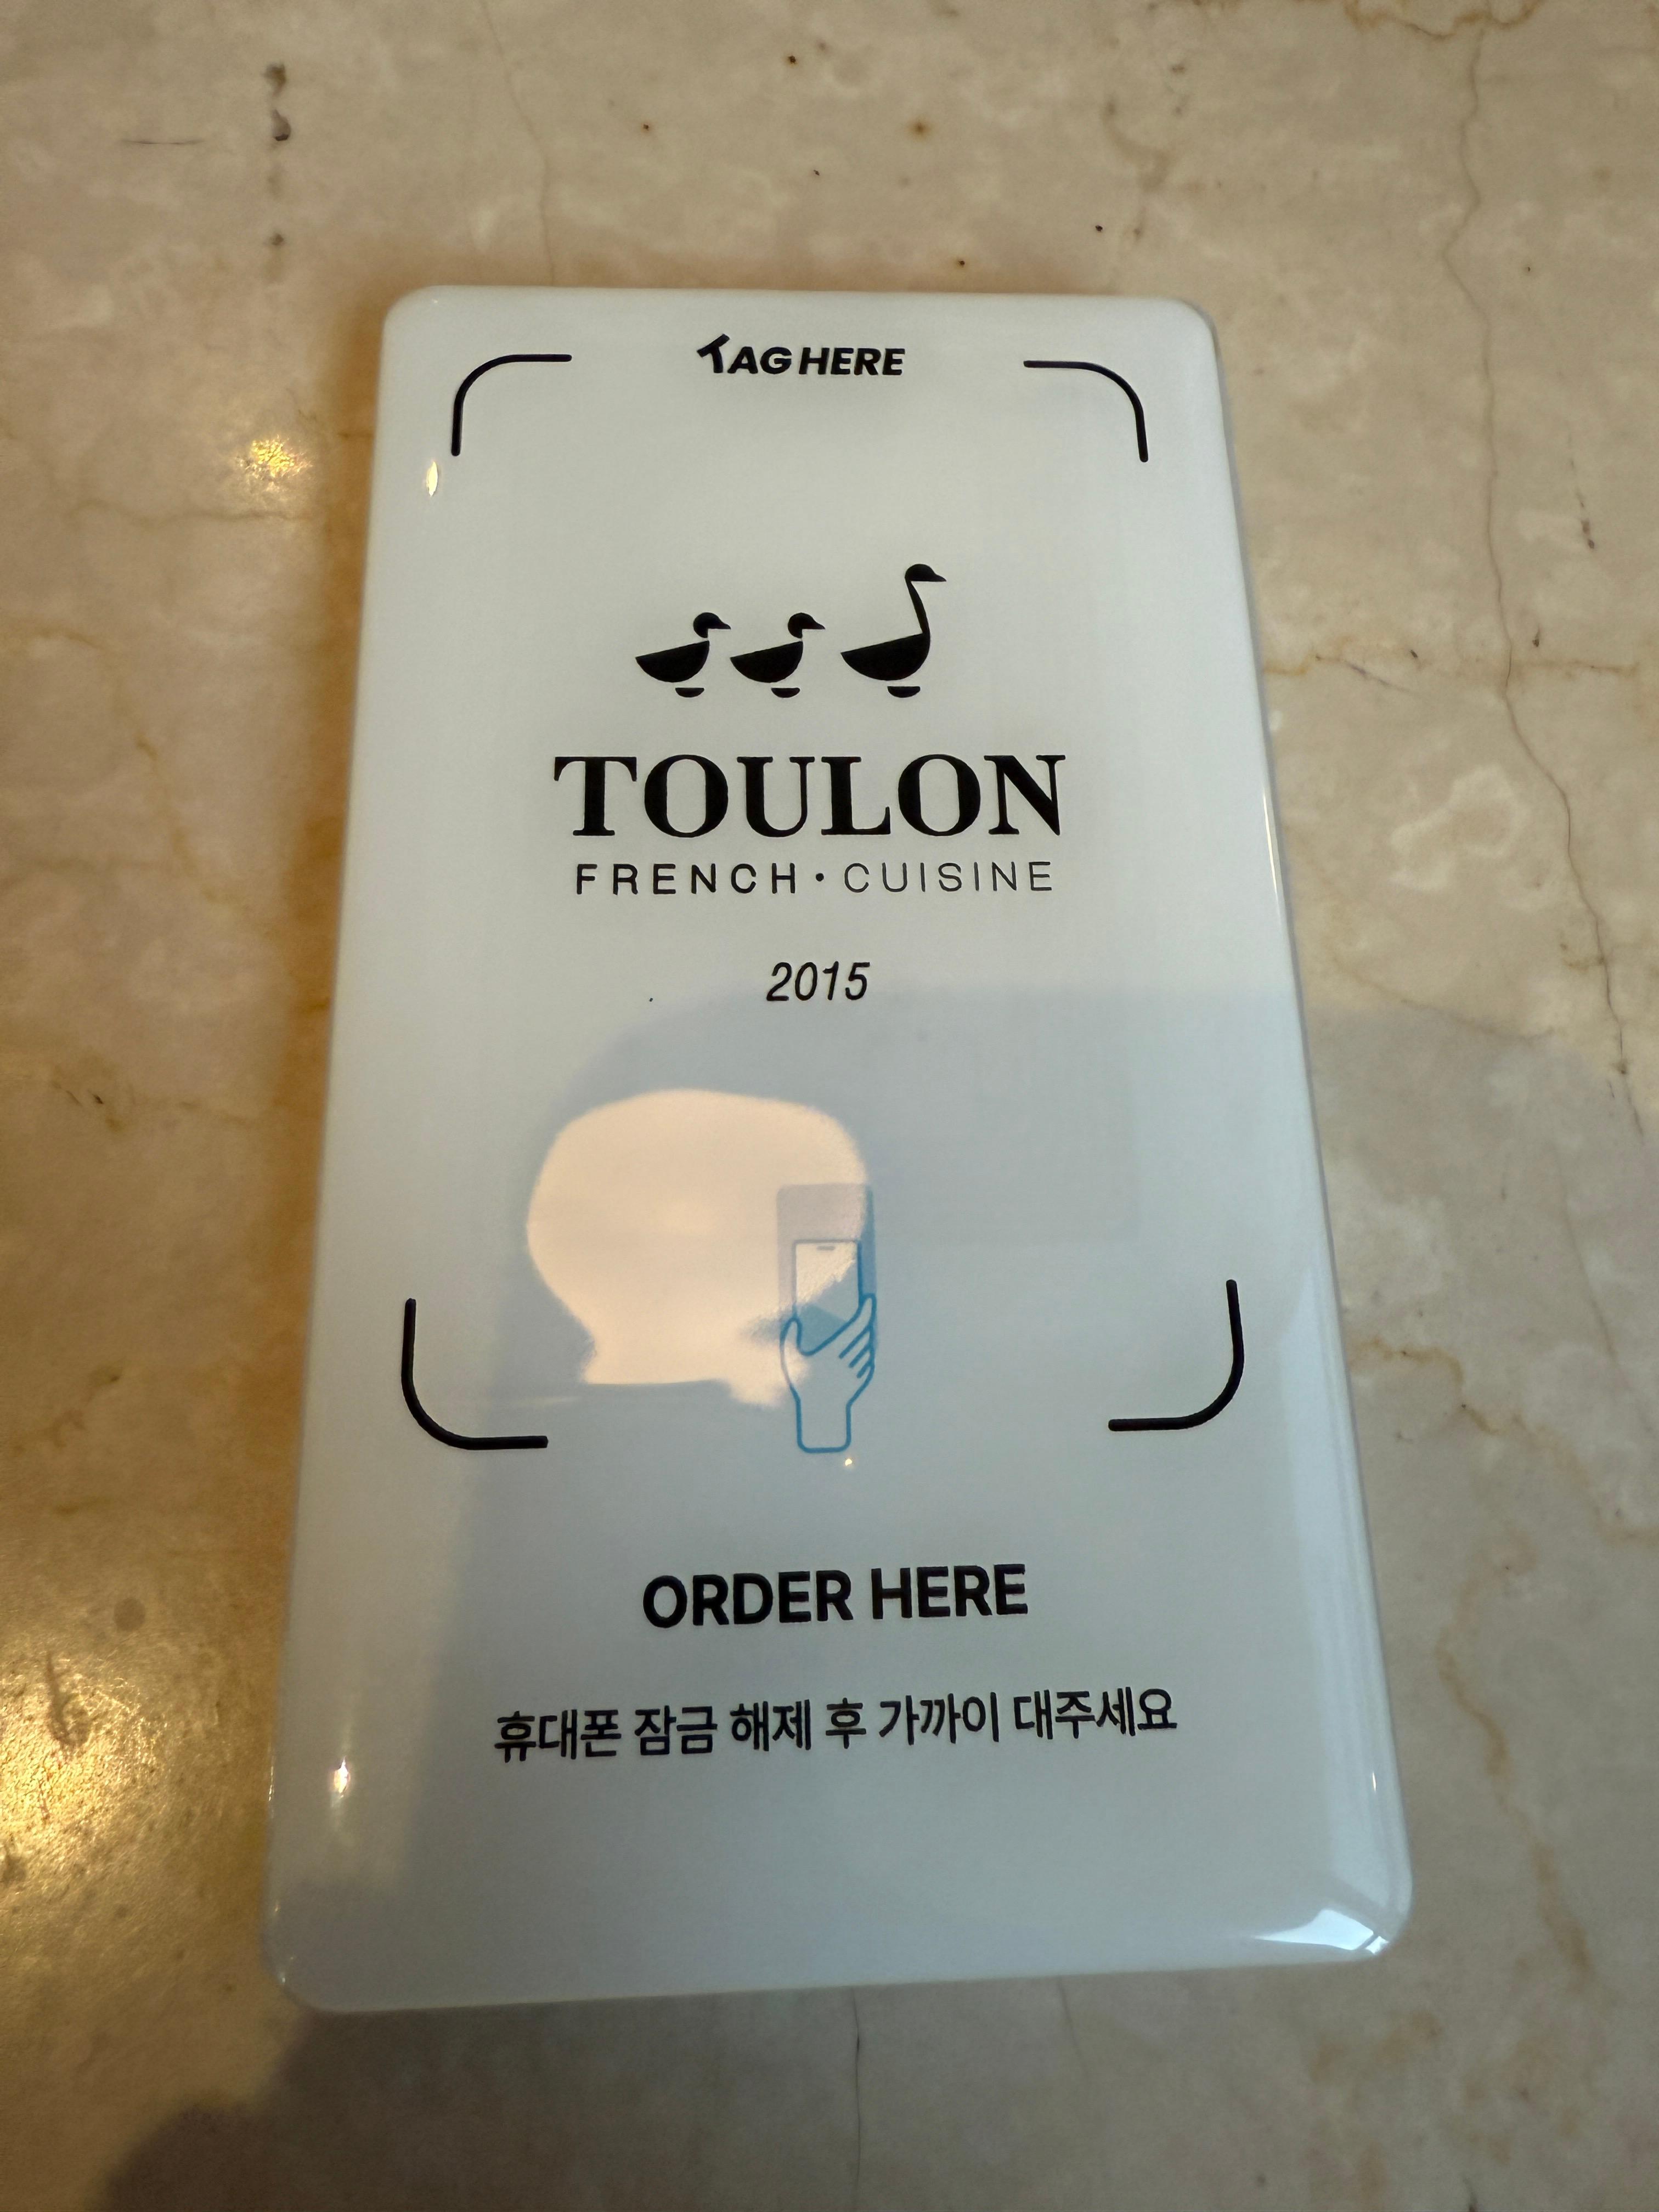 TAG HERE
TOULON
FRENCH · CUISINE
2015
ORDER HERE
휴대폰 잠금 해제 후 가까이 대주세요